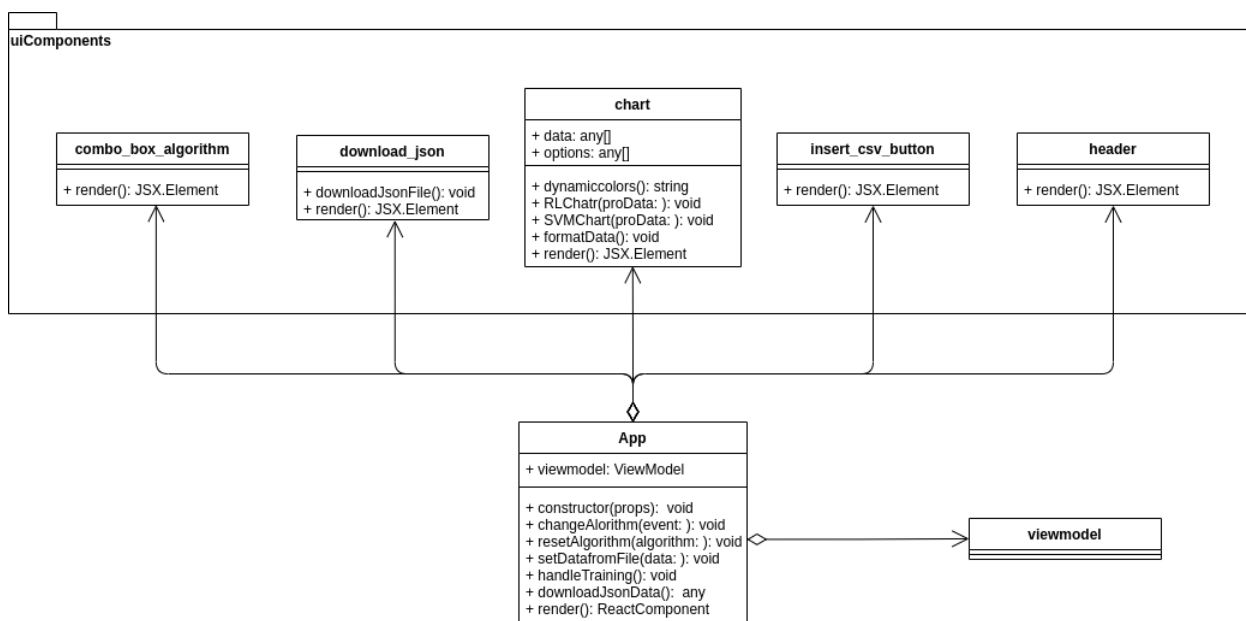 uiComponents
combo_box_algorithm
+ render(): JSX.Element
download_json
+ downloadJsonFile(): void
+ render(): JSX.Element
chart
+ data: any[]
+ options: any[]
+ dynamiccolors(): string
+ RLChatr(proData: ): void
+ SVMChart(proData: ): void
+ formatData(): void
+ render(): JSX.Element
insert_csv_button
+ render(): JSX.Element
header
+ render(): JSX.Element
App
+ viewmodel: ViewModel
+ constructor(props):  void
+ changeAlorithm(event: ): void
+ resetAlgorithm(algorithm: ): void
+ setDatafromFile(data: ): void
+ handleTraining(): void
+ downloadJsonData():  any
+ render(): ReactComponent
viewmodel